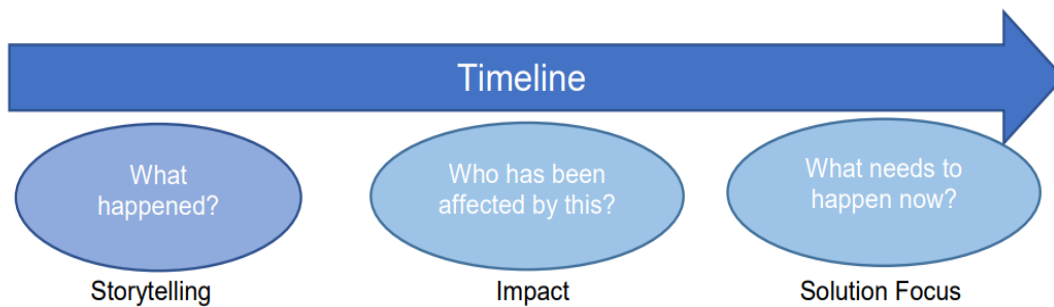 Timeline
What
happened?
Who has been
affected by this?
What needs to
happen now?
Storytelling
Impact
Solution Focus